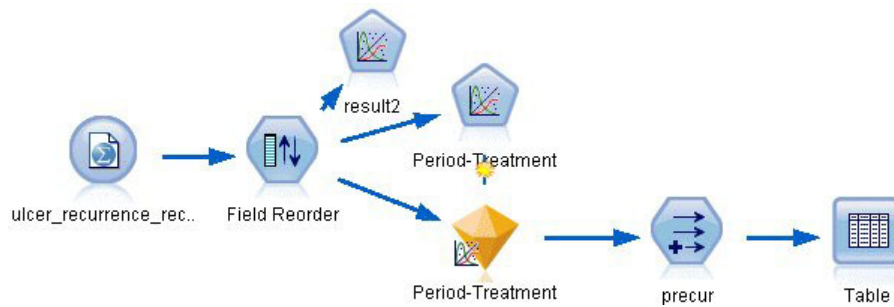 result2
Period-Treatment
ulcer_recurrence_rec..
Field Reorder
Period-Treatment
precur
Table